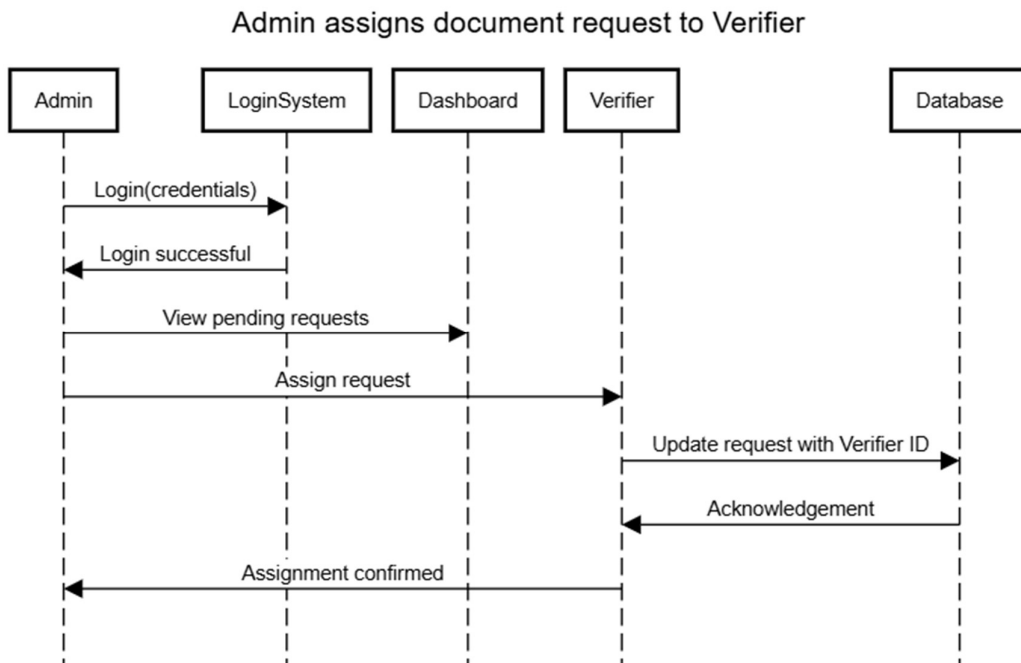 Admin assigns document request to Verifier
Admin
LoginSystem
Dashboard
Verifier
Database
Login(credentials)
Login successful
View pending requests
Assign request
Update request with Verifier ID
Acknowledgement
Assignment confirmed